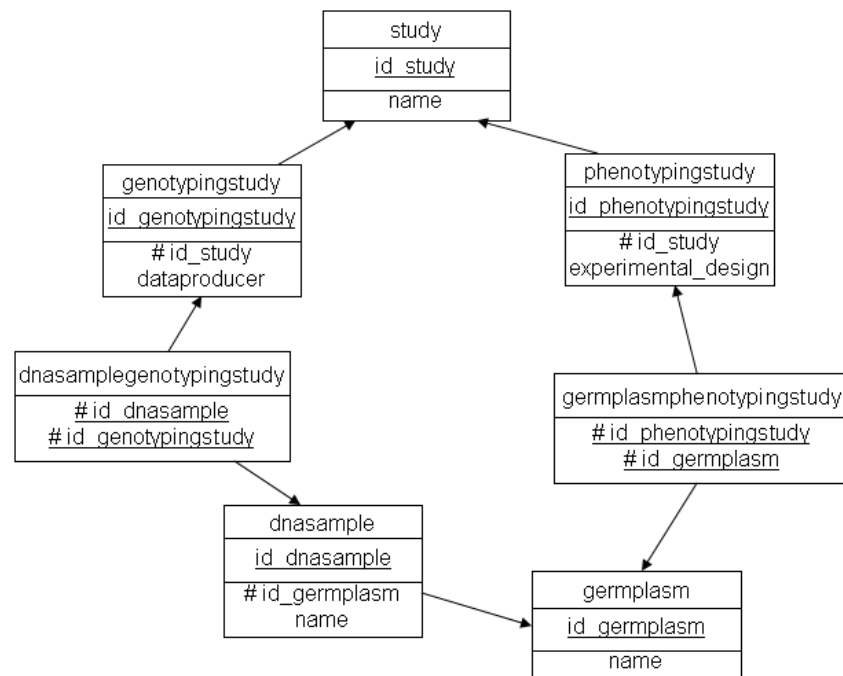 study
id_study
name
genotypingstudy
id_genotypingstudy
# id_study
dataproducer
phenotypingstudy
id_phenotypingstudy
# id_study
experimental_design
dnasamplegenotypingstudy
# id_dnasample
# id_genotypingstudy
germplasmphenotypingstudy
# id_phenotypingstudy
# id_germplasm
dnasample
id_dnasample
# id_germplasm
name
germplasm
id_germplasm
name